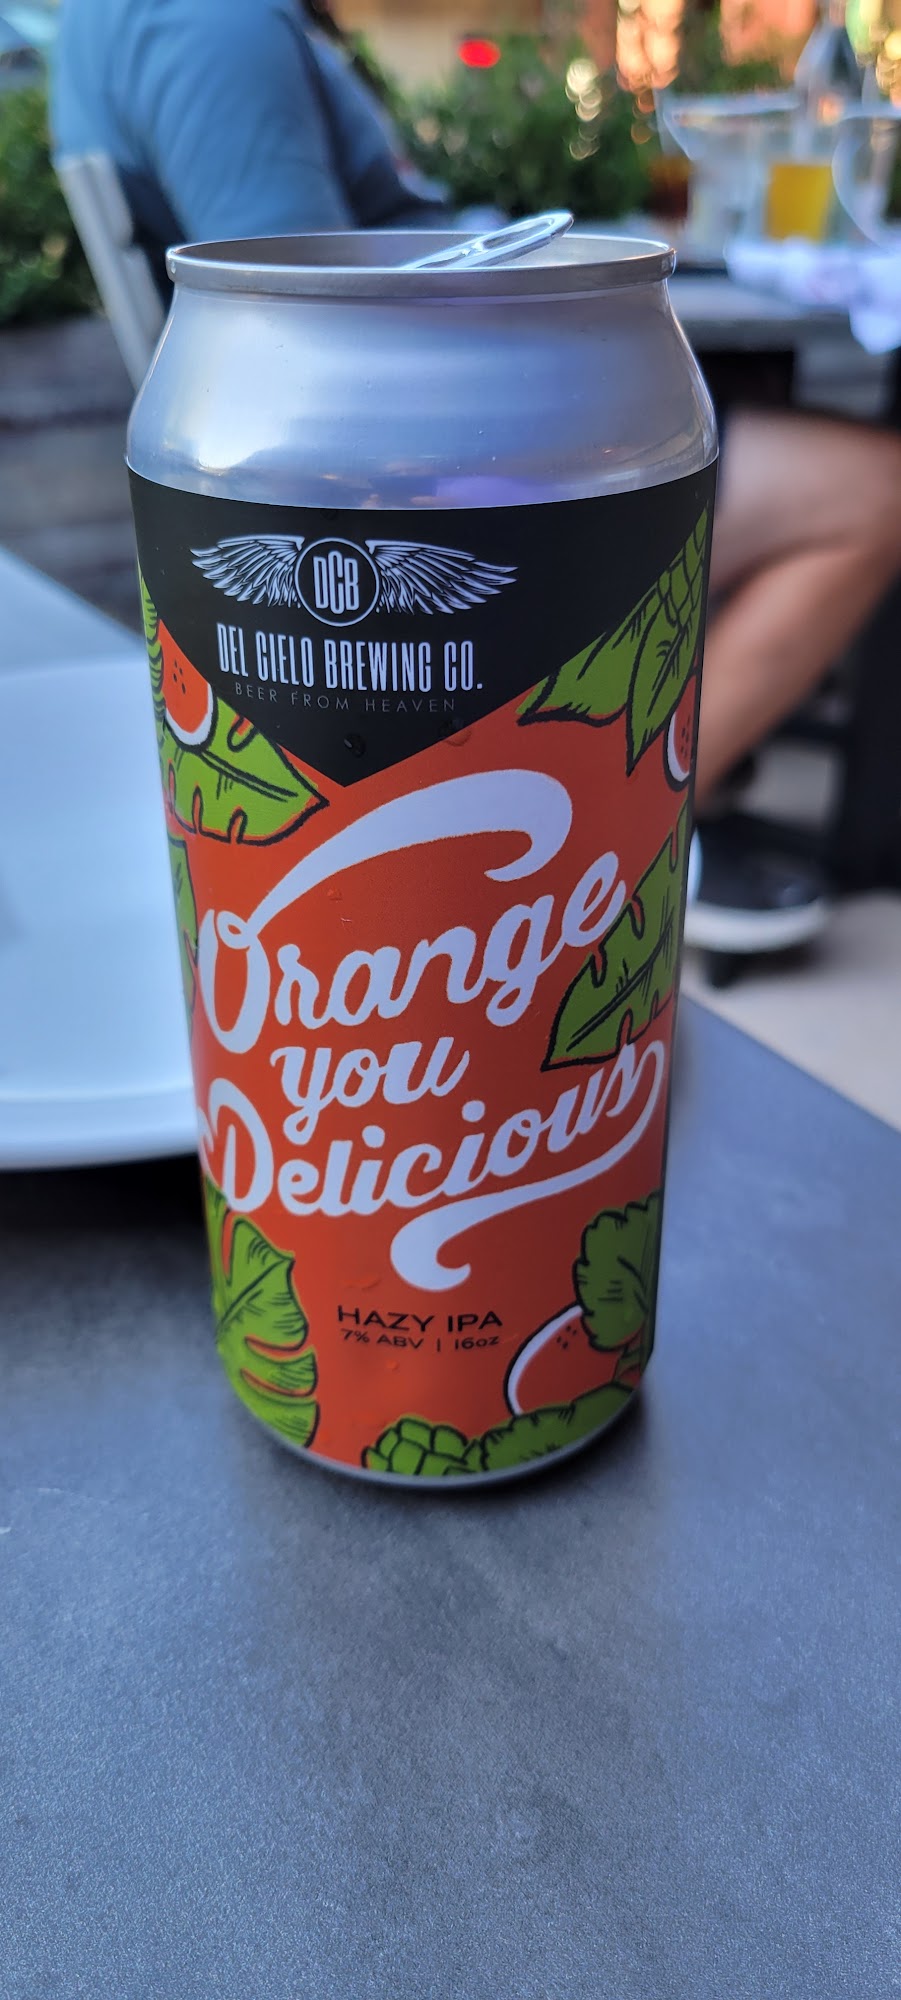 DCB
DEL CIELO BREWING CO.
BEER FROM HEAVEN
Orange
you
Delicious
HAZY IPA
7% ABV | 16oz